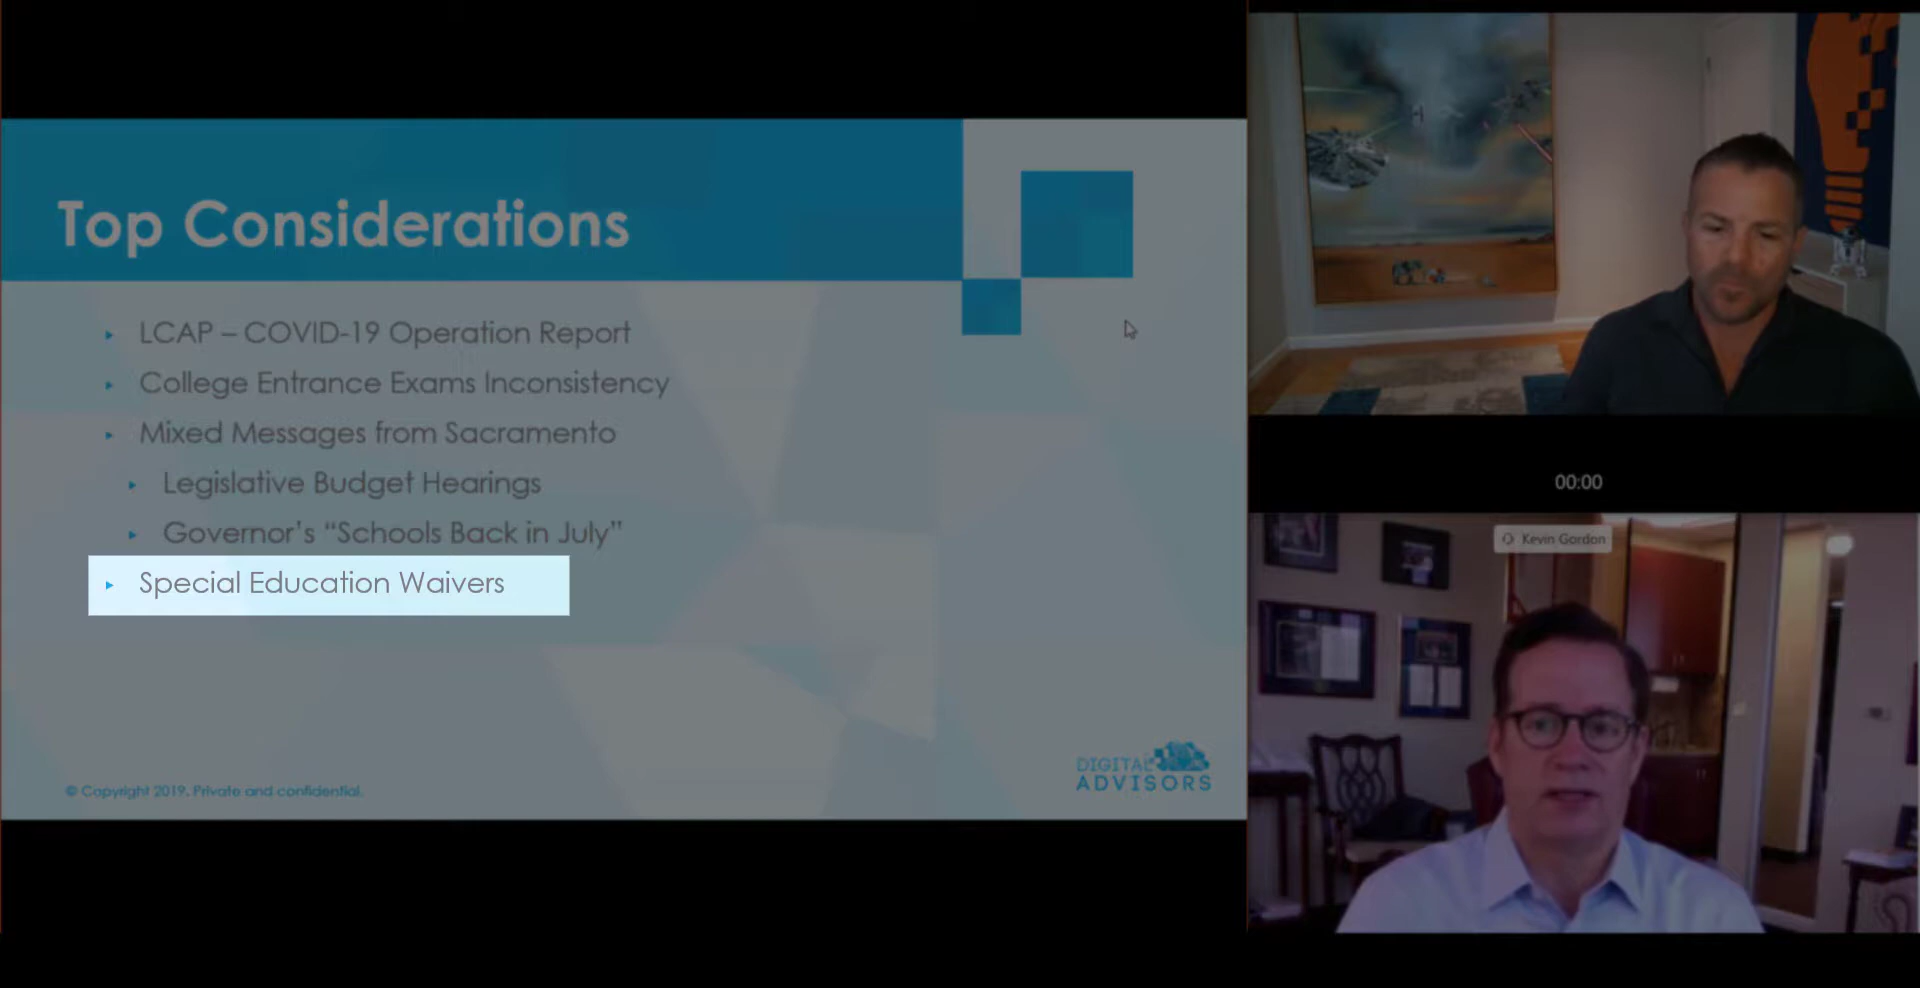 Top Considerations
LCAP – COVID-19 Operation Report
College Entrance Exams Inconsistency
Mixed Messages from Sacramento
Legislative Budget Hearings
Governor’s “Schools Back in July”
Special Education Waivers
© Copyright 2019. Private and confidential.
DIGITAL
ADVISORS
00:00
Kevin Gordon